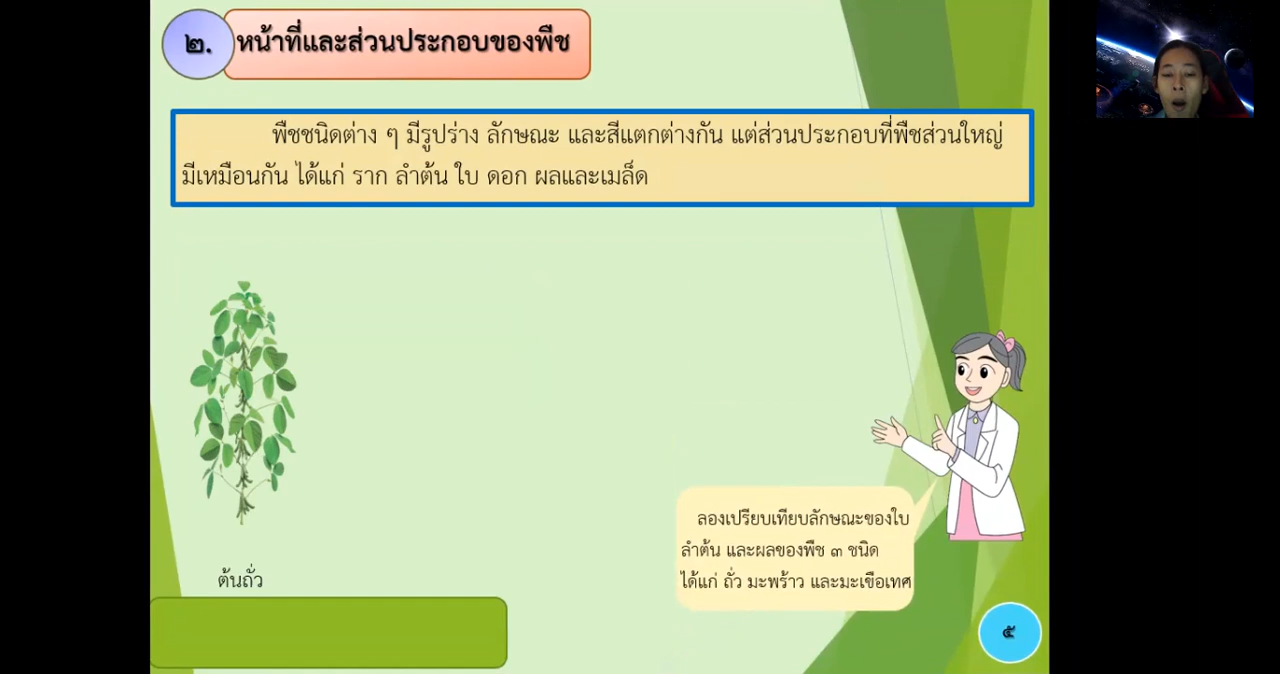 ๒.
หน้าที่และส่วนประกอบของพืช
พืชชนิดต่าง ๆ มีรูปร่าง ลักษณะ และสีแตกต่างกัน แต่ส่วนประกอบที่พืชส่วนใหญ่
มีเหมือนกัน ได้แก่ ราก ลำต้น ใบ ดอก ผลและเมล็ด
ลองเปรียบเทียบลักษณะของใบ
ลำต้น และผลของพืช ๓ ชนิด
ได้แก่ ถั่ว มะพร้าว และมะเขือเทศ
ต้นถั่ว
๕